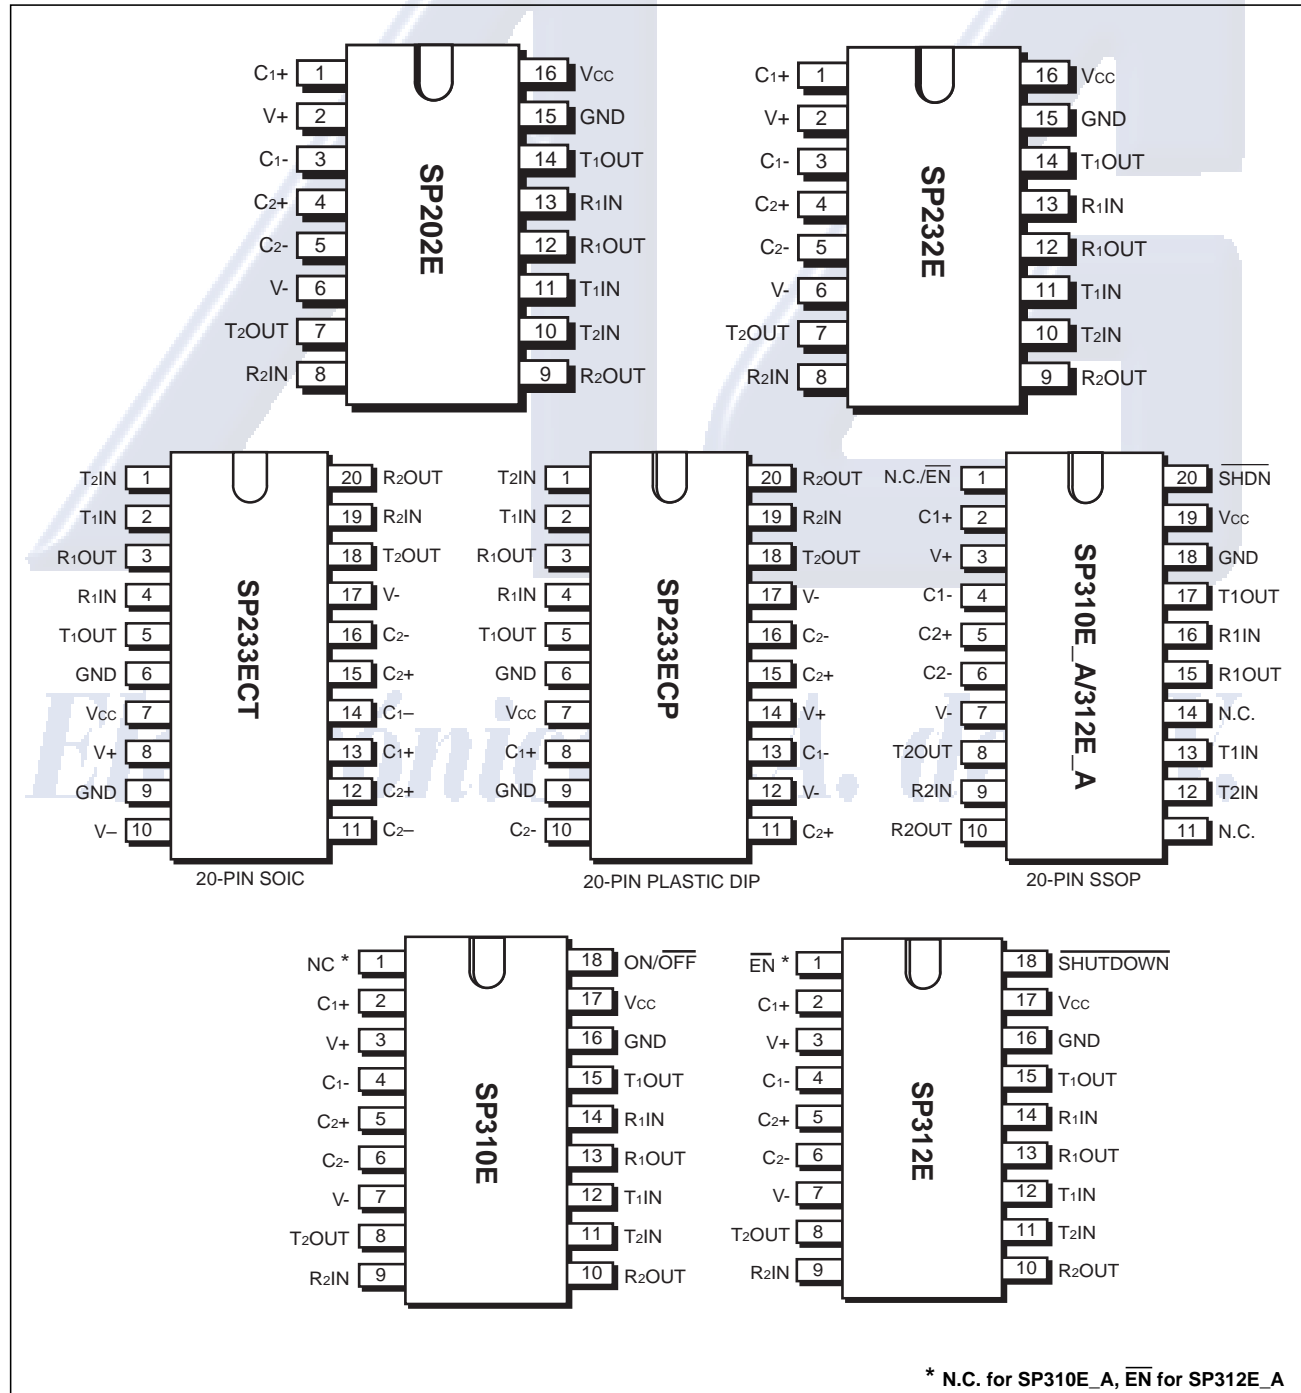 C1+ 1 16 VCC
V+ 2 15 GND
C1- 3 14 T1OUT
C2+ 4 13 R1IN
C2- 5 12 R1OUT
V- 6 11 T1IN
T2OUT 7 10 T2IN
R2IN 8 9 R2OUT
SP202E
C1+ 1 16 VCC
V+ 2 15 GND
C1- 3 14 T1OUT
C2+ 4 13 R1IN
C2- 5 12 R1OUT
V- 6 11 T1IN
T2OUT 7 10 T2IN
R2IN 8 9 R2OUT
SP232E
T2IN 1 20 R2OUT
T1IN 2 19 R2IN
R1OUT 3 18 T2OUT
R1IN 4 17 V-
T1OUT 5 16 C2-
GND 6 15 C2+
VCC 7 14 C1–
V+ 8 13 C1+
GND 9 12 C2+
V– 10 11 C2–
SP233ECT
20-PIN SOIC
T2IN 1 20 R2OUT
T1IN 2 19 R2IN
R1OUT 3 18 T2OUT
R1IN 4 17 V-
T1OUT 5 16 C2-
GND 6 15 C2+
VCC 7 14 V+
C1+ 8 13 C1-
GND 9 12 V-
C2- 10 11 C2+
SP233ECP
20-PIN PLASTIC DIP
N.C./EN 1 20 SHDN
C1+ 2 19 VCC
V+ 3 18 GND
C1- 4 17 T1OUT
C2+ 5 16 R1IN
C2- 6 15 R1OUT
V- 7 14 N.C.
T2OUT 8 13 T1IN
R2IN 9 12 T2IN
R2OUT 10 11 N.C.
SP310E_A/312E_A
20-PIN SSOP
NC * 1 18 ON/OFF
C1+ 2 17 VCC
V+ 3 16 GND
C1- 4 15 T1OUT
C2+ 5 14 R1IN
C2- 6 13 R1OUT
V- 7 12 T1IN
T2OUT 8 11 T2IN
R2IN 9 10 R2OUT
SP310E
EN * 1 18 SHUTDOWN
C1+ 2 17 VCC
V+ 3 16 GND
C1- 4 15 T1OUT
C2+ 5 14 R1IN
C2- 6 13 R1OUT
V- 7 12 T1IN
T2OUT 8 11 T2IN
R2IN 9 10 R2OUT
SP312E
* N.C. for SP310E_A, EN for SP312E_A